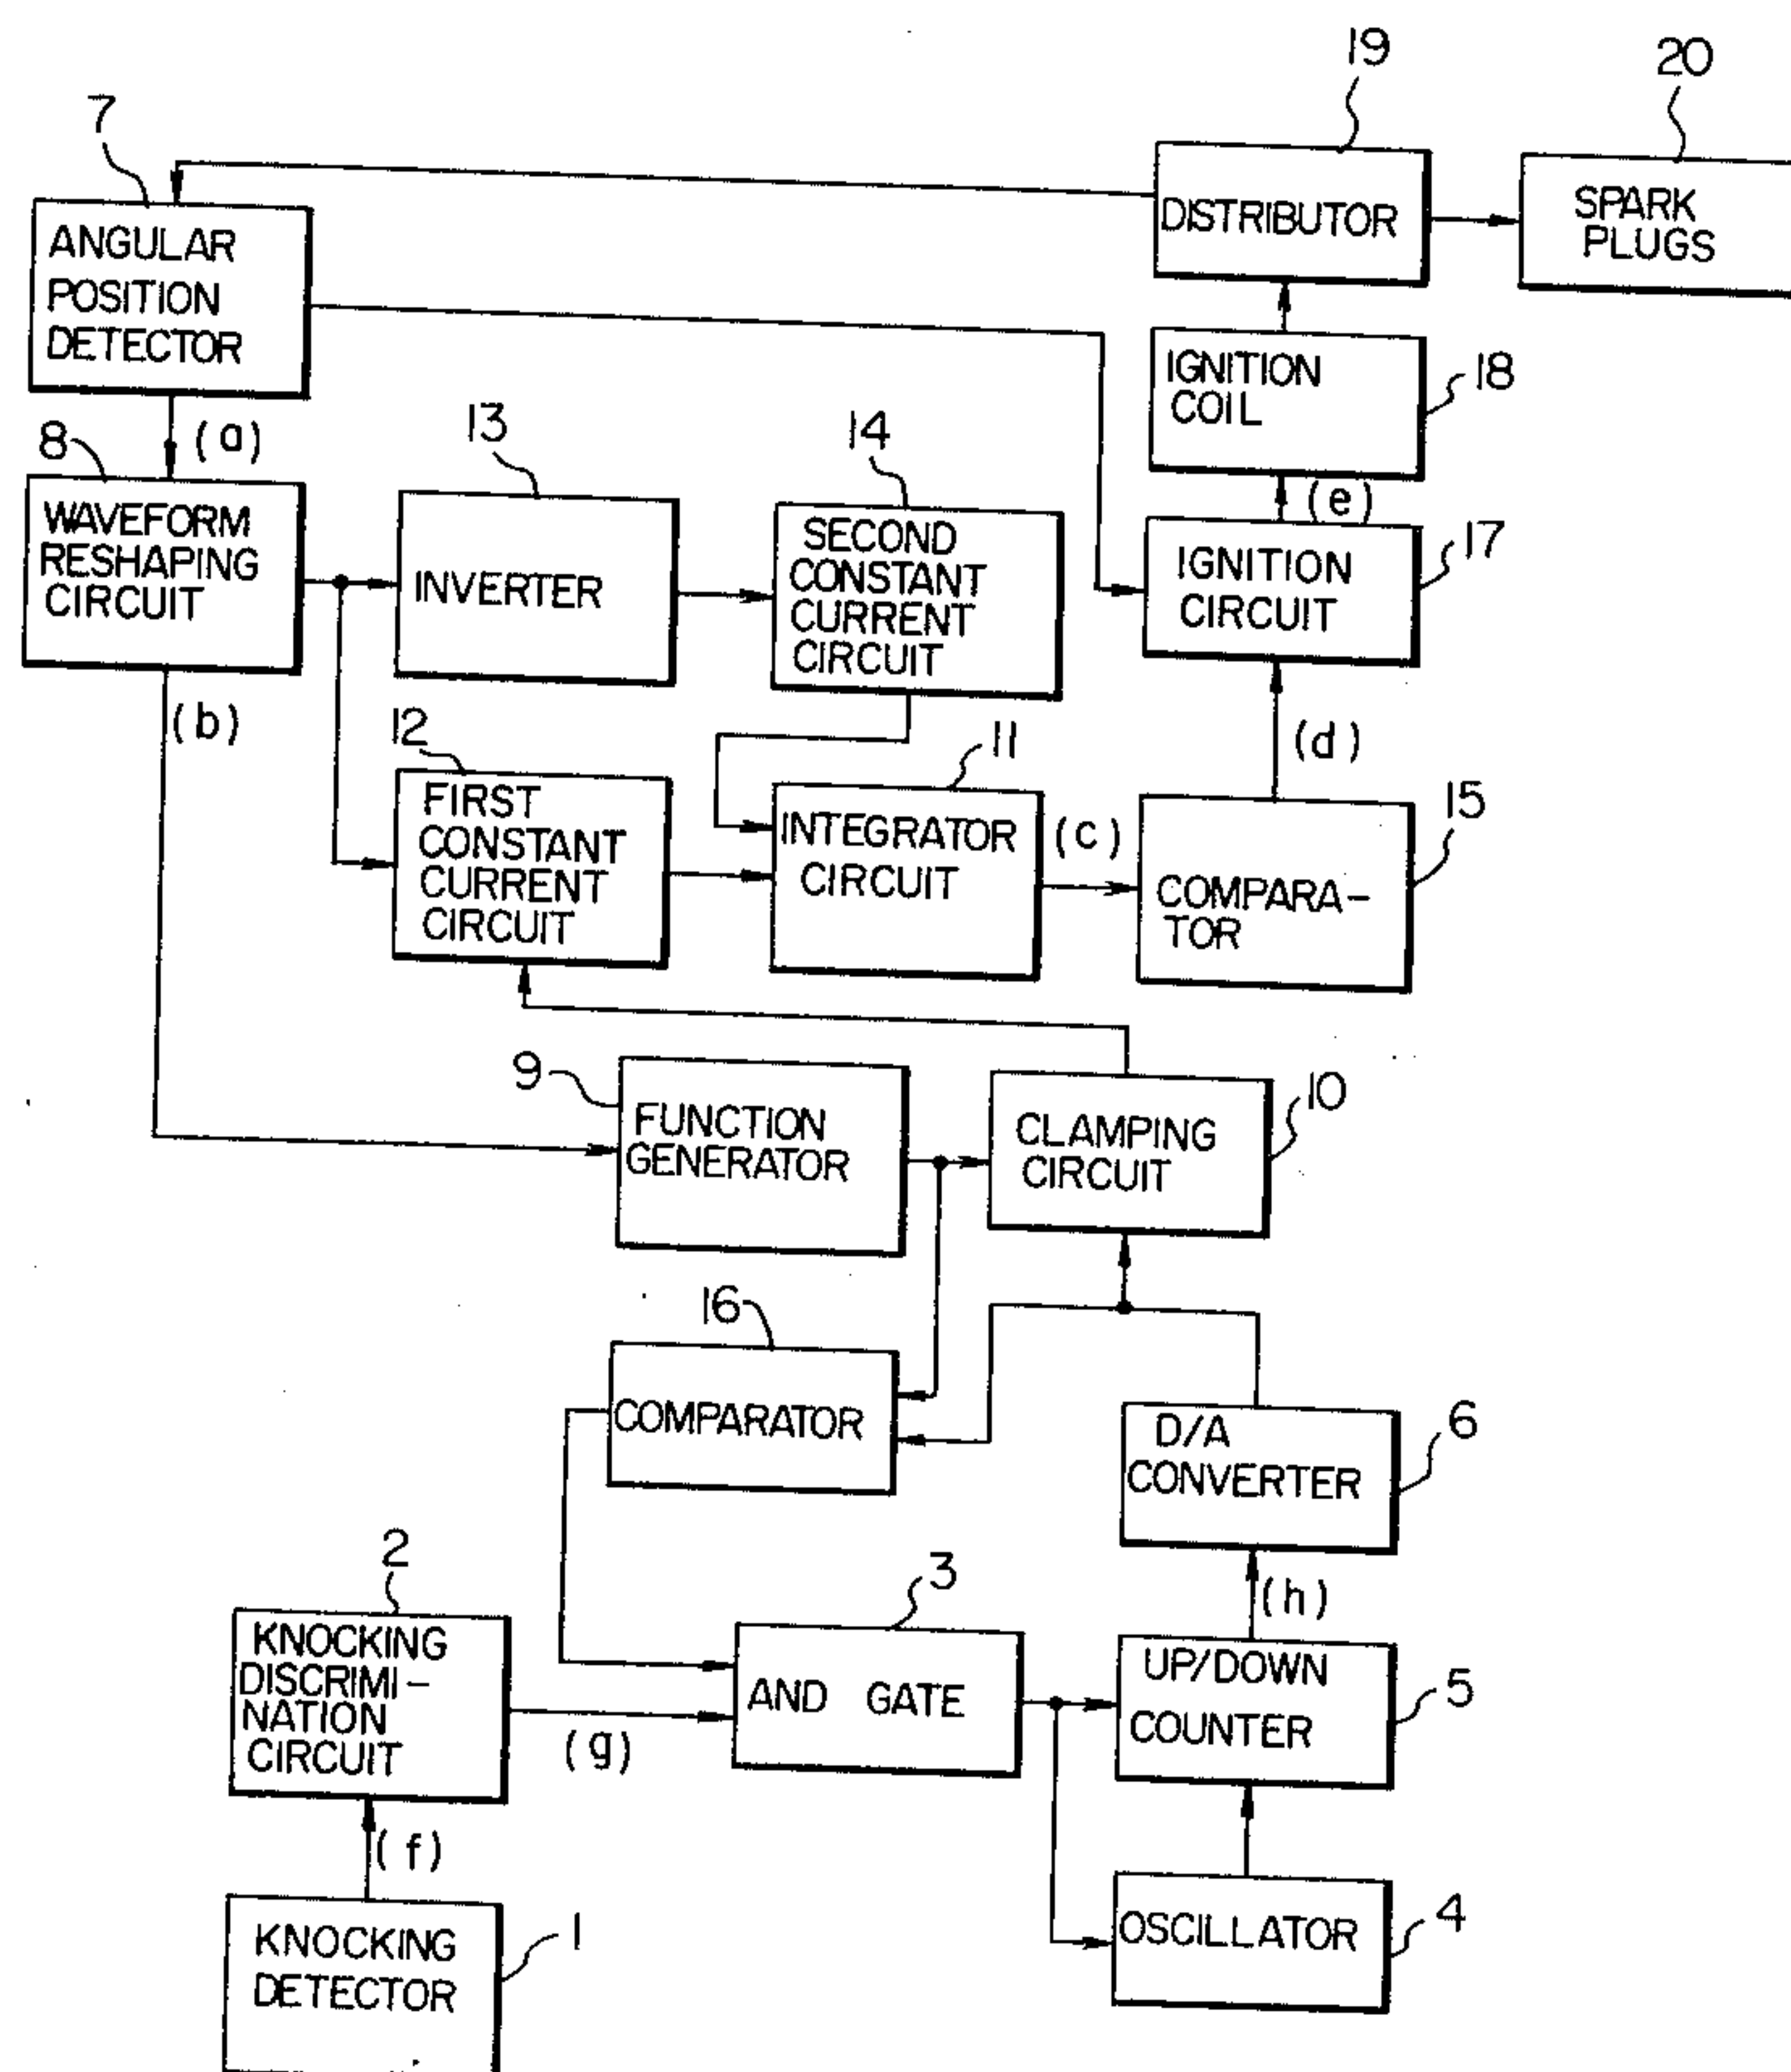 19
20
7
DISTRIBUTOR
SPARK
PLUGS
ANGULAR
POSITION
DETECTOR
IGNITION
COIL
18
8
(a)
13
14
(e)
WAVEFORM
RESHAPING
CIRCUIT
INVERTER
SECOND
CONSTANT
CURRENT
CIRCUIT
IGNITION
CIRCUIT
17
(b)
12
11
(d)
FIRST
CONSTANT
CURRENT
CIRCUIT
INTEGRATOR
CIRCUIT
(c)
15
COMPARA-
TOR
9
FUNCTION
GENERATOR
CLAMPING
CIRCUIT
10
16
COMPARATOR
D/A
CONVERTER
6
2
3
(h)
KNOCKING
DISCRIMI-
NATION
CIRCUIT
(g)
AND GATE
UP/DOWN
COUNTER
5
(f)
KNOCKING
DETECTOR
1
OSCILLATOR
4